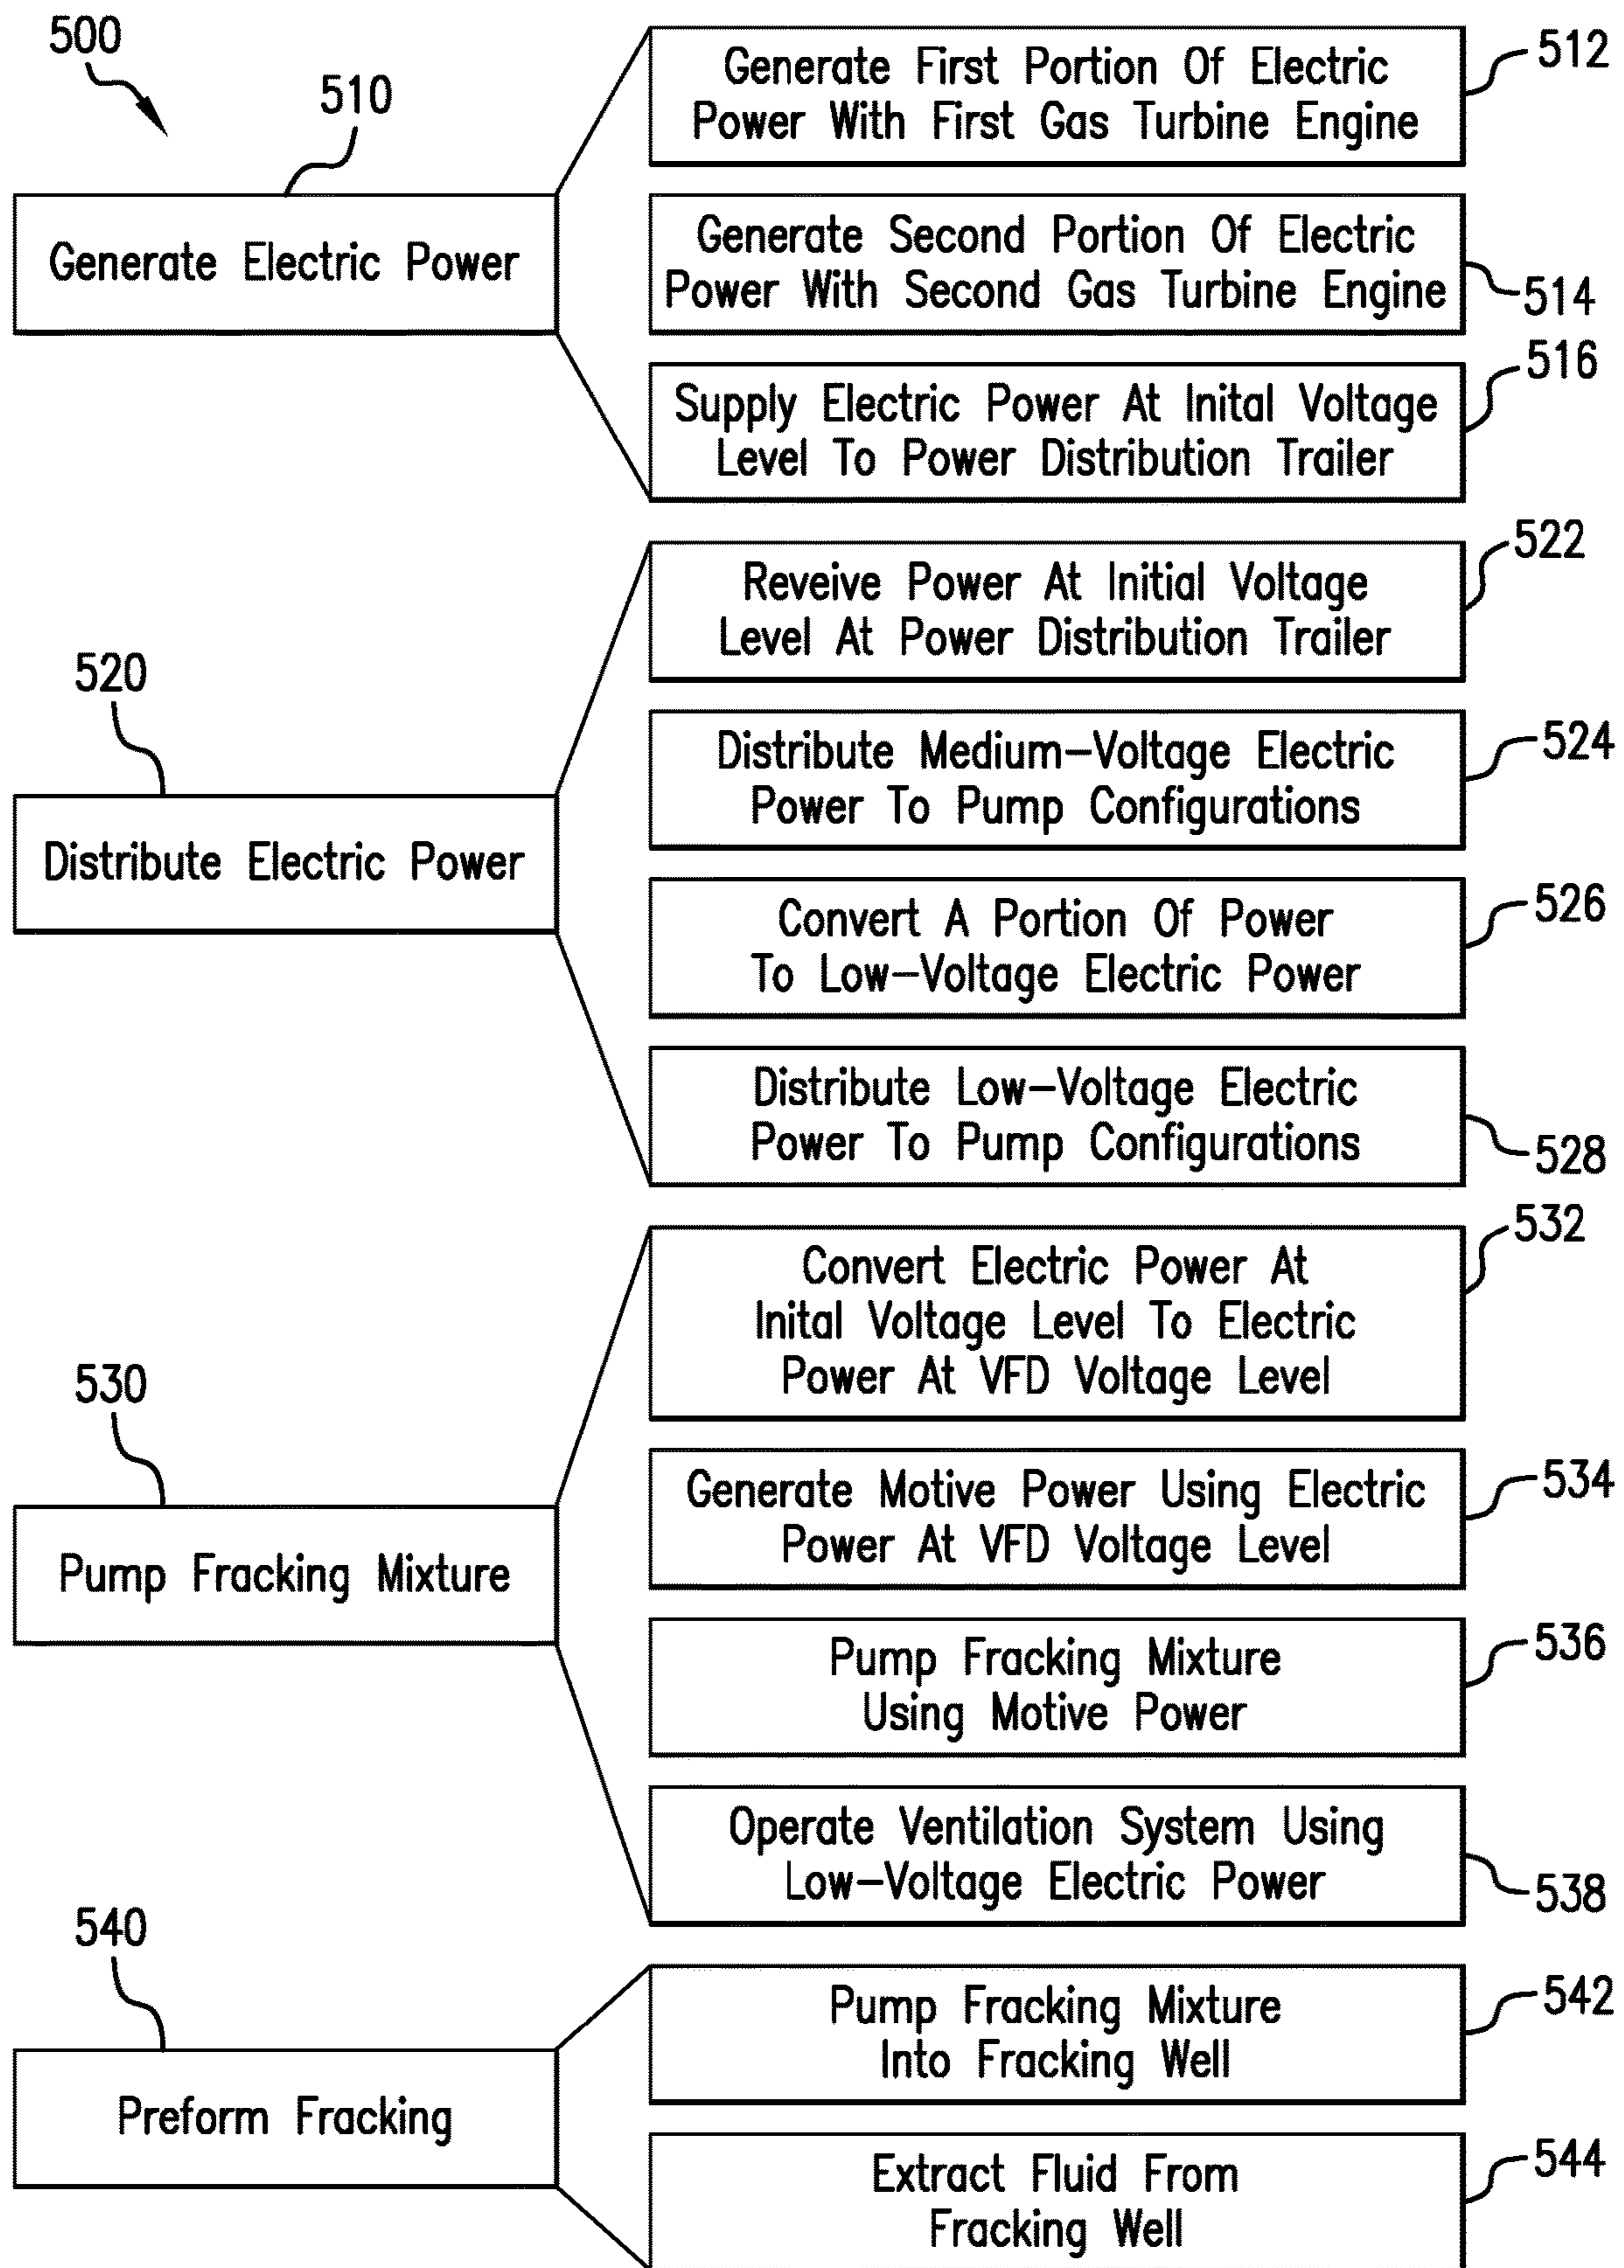 500
510
Generate Electric Power
512
Generate First Portion Of Electric
Power With First Gas Turbine Engine
514
Generate Second Portion Of Electric
Power With Second Gas Turbine Engine
516
Supply Electric Power At Inital Voltage
Level To Power Distribution Trailer
520
Distribute Electric Power
522
Reveive Power At Initial Voltage
Level At Power Distribution Trailer
524
Distribute Medium-Voltage Electric
Power To Pump Configurations
526
Convert A Portion Of Power
To Low-Voltage Electric Power
528
Distribute Low-Voltage Electric
Power To Pump Configurations
530
Pump Fracking Mixture
532
Convert Electric Power At
Inital Voltage Level To Electric
Power At VFD Voltage Level
534
Generate Motive Power Using Electric
Power At VFD Voltage Level
536
Pump Fracking Mixture
Using Motive Power
538
Operate Ventilation System Using
Low-Voltage Electric Power
540
Preform Fracking
542
Pump Fracking Mixture
Into Fracking Well
544
Extract Fluid From
Fracking Well